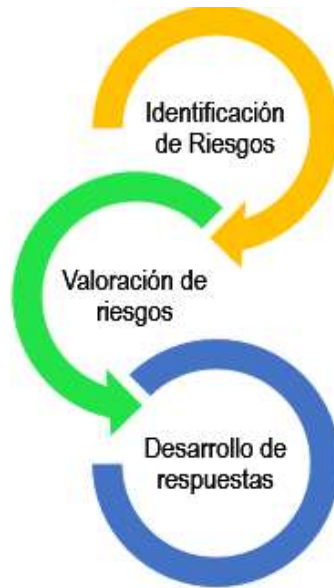 Identificación
de Riesgos
Valoración de
riesgos
Desarrollo de
respuestas